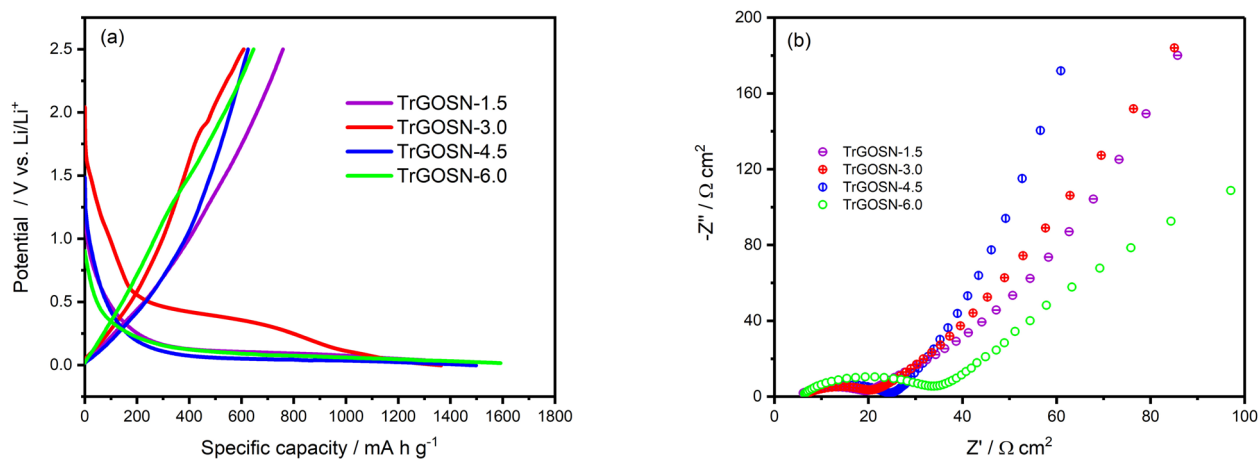 (a)
2.5
2.0
1.5
1.0
0.5
0.0
Potential / V vs. Li/Li⁺
TrGOSN-1.5
TrGOSN-3.0
TrGOSN-4.5
TrGOSN-6.0
0 200 400 600 800 1000 1200 1400 1600 1800
Specific capacity / mA h g⁻¹
(b)
200
160
120
80
40
0
-Z'' / Ω cm²
TrGOSN-1.5
TrGOSN-3.0
TrGOSN-4.5
TrGOSN-6.0
0 20 40 60 80 100
Z' / Ω cm²